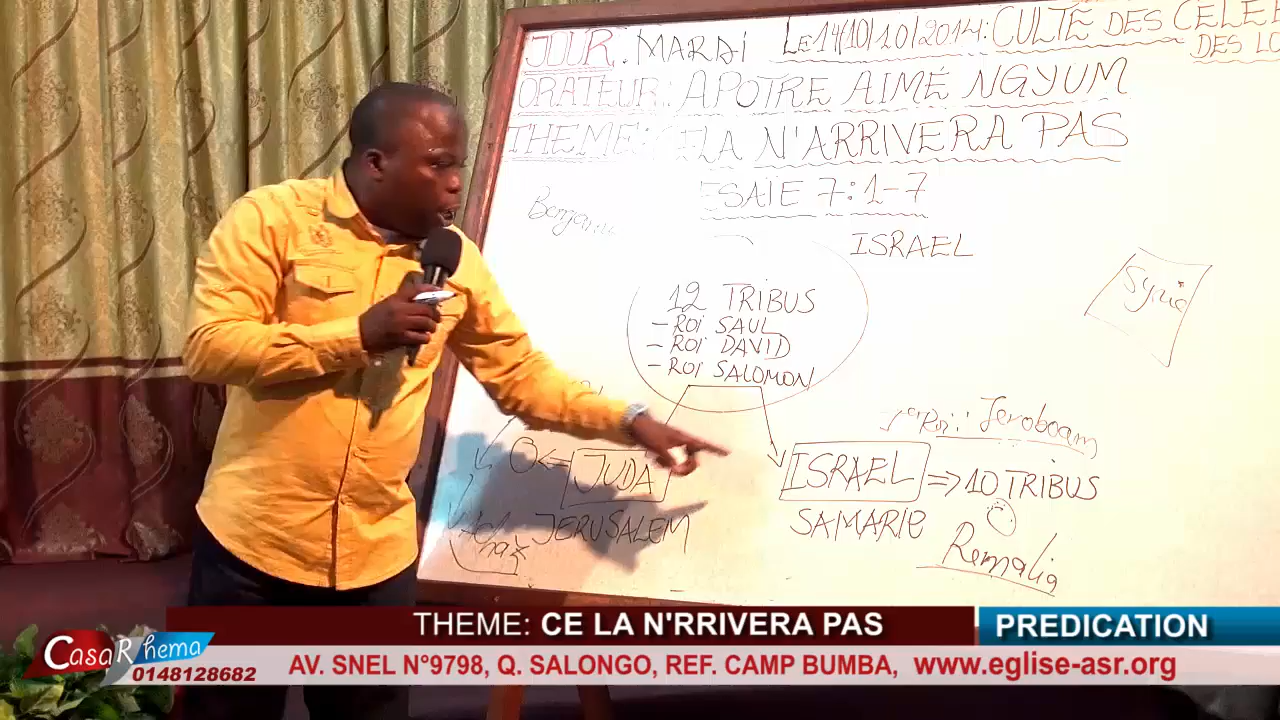 JOUR: MARDI LE 14/10/10/2014: CULTE DES CELE
DES LO
ORATEUR: APOTRE AIMÉ NGYUM
THEME: CELA N'ARRIVERA PAS
ESAIE 7:1-7
ISRAEL
Syrie
12 TRIBUS
- ROI SAUL
- ROI DAVID
- ROI SALOMON
Roi: Jeroboam
JUDA
ISRAEL => 10 TRIBUS
JERUSALEM
SAMARIE
Remalia
THEME: CE LA N'RRIVERA PAS
PREDICATION
CasaRhema
0148128682
AV. SNEL N°9798, Q. SALONGO, REF. CAMP BUMBA, www.eglise-asr.org